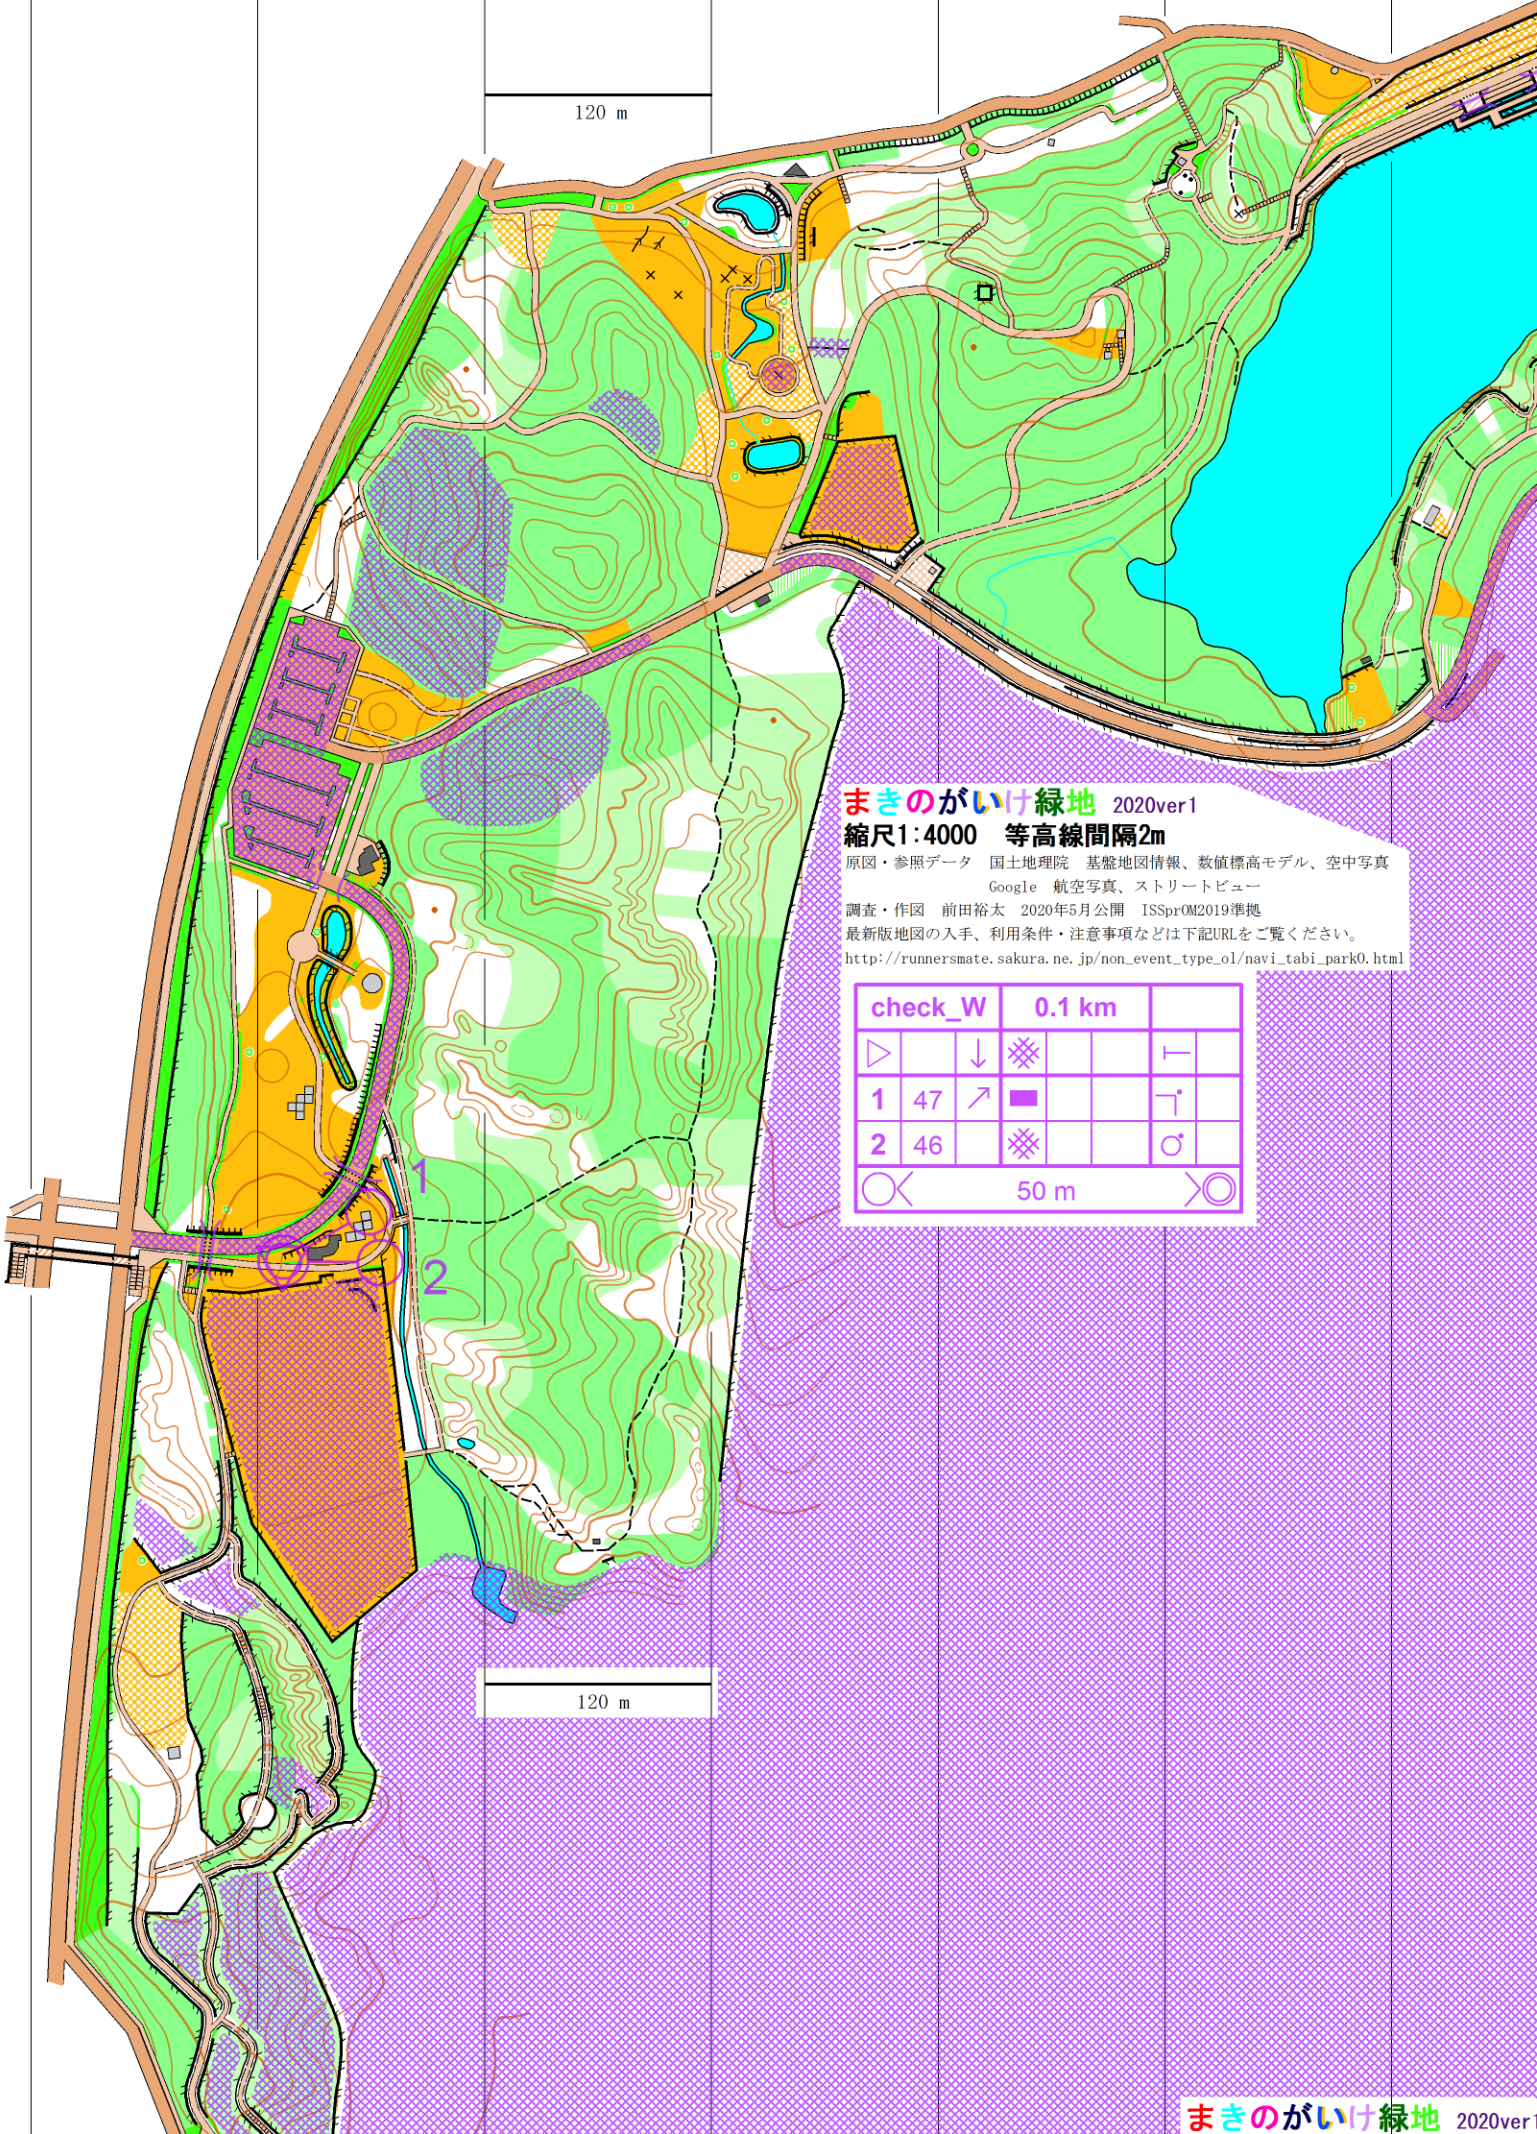 120 m
まきのがいけ緑地 2020ver1
縮尺1:4000 等高線間隔2m
原図・参照データ 国土地理院 基盤地図情報、数値標高モデル、空中写真
Google 航空写真、ストリートビュー
調査・作図 前田裕太 2020年5月公開 ISSprOM2019準拠
最新版地図の入手、利用条件・注意事項などは下記URLをご覧ください。
http://runnersmate.sakura.ne.jp/non_event_type_ol/navi_tabi_park0.html
check_W 0.1 km
1 47
2 46
50 m
1
2
120 m
まきのがいけ緑地 2020ver1